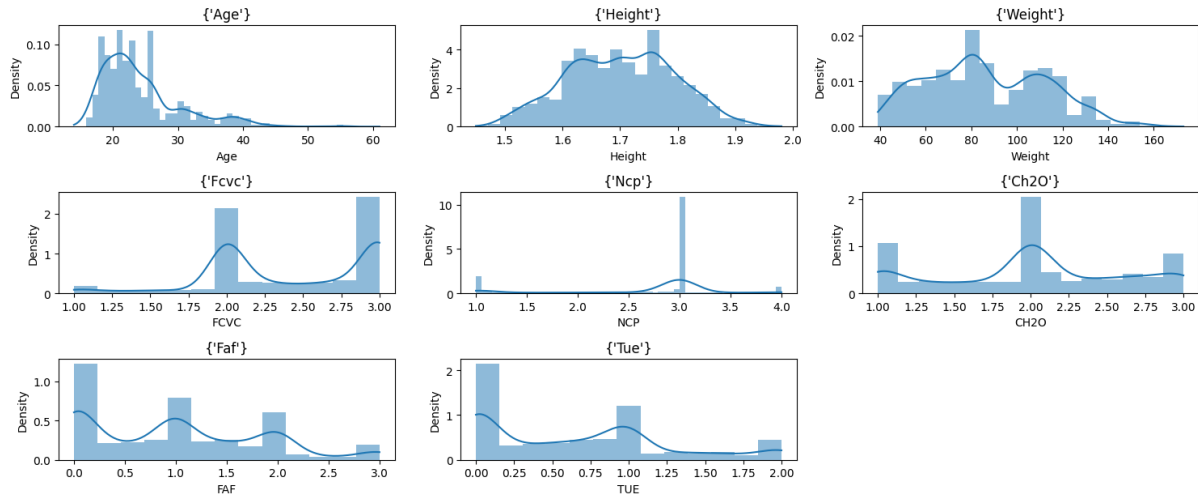 {'Age'}
{'Height'}
{'Weight'}
Density
0.10
0.05
0.00
20 30 40 50 60
Age
Density
4
2
0
1.5 1.6 1.7 1.8 1.9 2.0
Height
Density
0.02
0.01
0.00
40 60 80 100 120 140 160
Weight
{'Fcvc'}
{'Ncp'}
{'Ch2O'}
Density
2
1
0
1.00 1.25 1.50 1.75 2.00 2.25 2.50 2.75 3.00
FCVC
Density
10
5
0
1.0 1.5 2.0 2.5 3.0 3.5 4.0
NCP
Density
2
1
0
1.00 1.25 1.50 1.75 2.00 2.25 2.50 2.75 3.00
CH2O
{'Faf'}
{'Tue'}
Density
1.0
0.5
0.0
0.0 0.5 1.0 1.5 2.0 2.5 3.0
FAF
Density
2
1
0
0.00 0.25 0.50 0.75 1.00 1.25 1.50 1.75 2.00
TUE